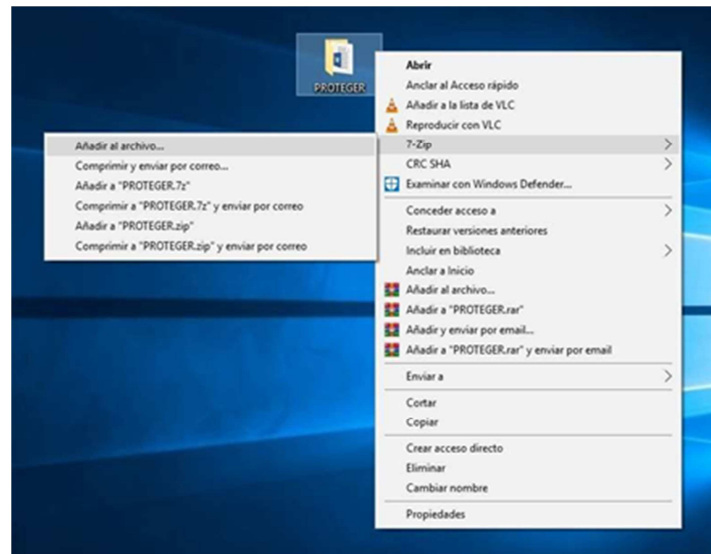 PROTEGER
Abrir
Anclar al Acceso rápido
Añadir a la lista de VLC
Reproducir con VLC
7-Zip
CRC SHA
Examinar con Windows Defender...
Conceder acceso a
Restaurar versiones anteriores
Incluir en biblioteca
Anclar a Inicio
Añadir al archivo...
Añadir a "PROTEGER.rar"
Añadir y enviar por email...
Añadir a "PROTEGER.rar" y enviar por email
Enviar a
Cortar
Copiar
Crear acceso directo
Eliminar
Cambiar nombre
Propiedades
Añadir al archivo...
Comprimir y enviar por correo...
Añadir a "PROTEGER.7z"
Comprimir a "PROTEGER.7z" y enviar por correo
Añadir a "PROTEGER.zip"
Comprimir a "PROTEGER.zip" y enviar por correo